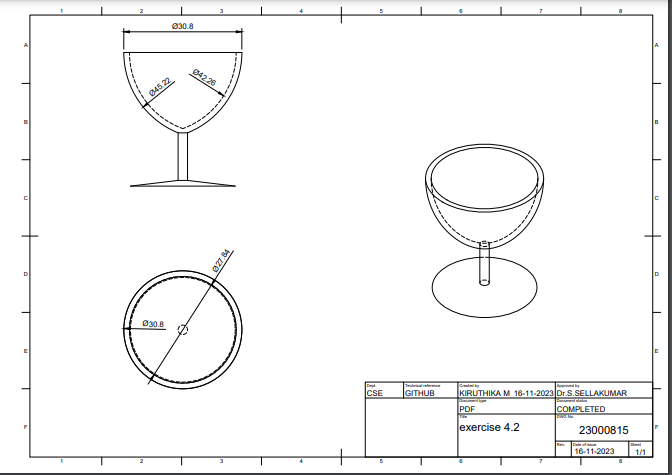 1 2 3 4 5 6 7 8
A A
B B
C C
D D
E E
F F
Ø30.8
Ø45.22
Ø42.26
Ø27.84
Ø30.8
Dept. Technical reference Created by Approved by
CSE GITHUB KIRUTHIKA M 16-11-2023 Dr.S.SELLAKUMAR
Document type Document status
PDF COMPLETED
Title DWG No.
exercise 4.2 23000815
Rev. Date of issue Sheet
16-11-2023 1/1
1 2 3 4 5 6 7 8